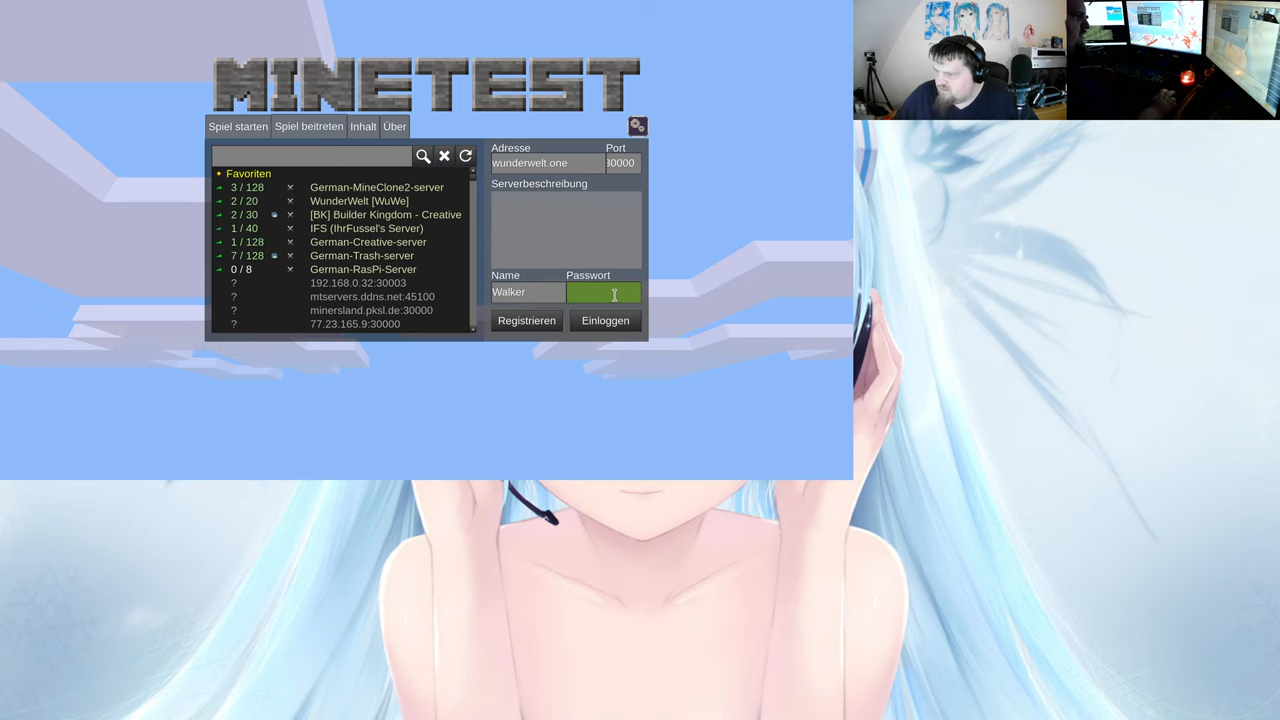 MINETEST
Spiel starten
Spiel beitreten
Inhalt
Über
Favoriten
3 / 128 German-MineClone2-server
2 / 20 WunderWelt [WuWe]
2 / 30 [BK] Builder Kingdom - Creative
1 / 40 IFS (IhrFussel's Server)
1 / 128 German-Creative-server
7 / 128 German-Trash-server
0 / 8 German-RasPi-Server
? 192.168.0.32:30003
? mtservers.ddns.net:45100
? minersland.pksl.de:30000
? 77.23.165.9:30000
Adresse Port
wunderwelt.one 30000
Serverbeschreibung
Name Passwort
Walker
Registrieren Einloggen